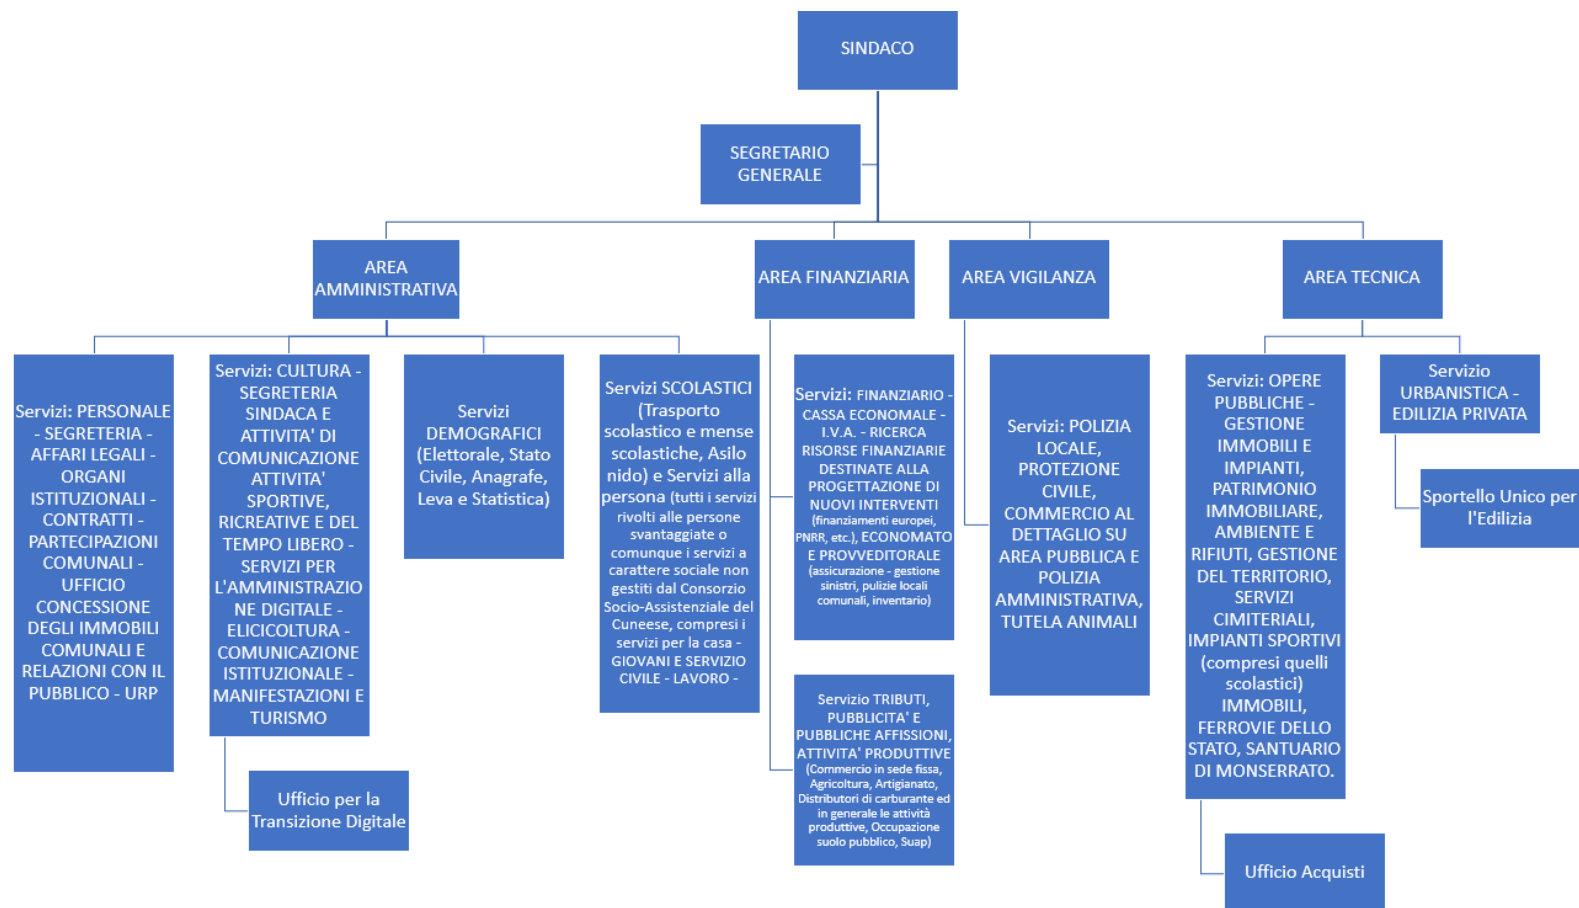 SINDACO
SEGRETARIO
GENERALE
AREA
AMMINISTRATIVA
AREA FINANZIARIA
AREA VIGILANZA
AREA TECNICA
Servizi: PERSONALE
- SEGRETERIA -
AFFARI LEGALI -
ORGANI
ISTITUZIONALI -
CONTRATTI -
PARTECIPAZIONI
COMUNALI -
UFFICIO
CONCESSIONE
DEGLI IMMOBILI
COMUNALI E
RELAZIONI CON IL
PUBBLICO - URP
Servizi: CULTURA -
SEGRETERIA
SINDACA E
ATTIVITA' DI
COMUNICAZIONE
ATTIVITA'
SPORTIVE,
RICREATIVE E DEL
TEMPO LIBERO -
SERVIZI PER
L'AMMINISTRAZIO
NE DIGITALE -
ELICICOLTURA -
COMUNICAZIONE
ISTITUZIONALE -
MANIFESTAZIONI E
TURISMO
Ufficio per la
Transizione Digitale
Servizi
DEMOGRAFICI
(Elettorale, Stato
Civile, Anagrafe,
Leva e Statistica)
Servizi SCOLASTICI
(Trasporto
scolastico e mense
scolastiche, Asilo
nido) e Servizi alla
persona (tutti i servizi
rivolti alle persone
svantaggiate o
comunque i servizi a
carattere sociale non
gestiti dal Consorzio
Socio-Assistenziale del
Cuneese, compresi i
servizi per la casa -
GIOVANI E SERVIZIO
CIVILE - LAVORO -
Servizi: FINANZIARIO -
CASSA ECONOMALE -
I.V.A. - RICERCA
RISORSE FINANZIARIE
DESTINATE ALLA
PROGETTAZIONE DI
NUOVI INTERVENTI
(finanziamenti europei,
PNRR, etc.), ECONOMATO
E PROVVEDITORALE
(assicurazione - gestione
sinistri, pulizie locali
comunali, inventario)
Servizio TRIBUTI,
PUBBLICITA' E
PUBBLICHE AFFISSIONI,
ATTIVITA' PRODUTTIVE
(Commercio in sede fissa,
Agricoltura, Artigianato,
Distributori di carburante ed
in generale le attività
produttive, Occupazione
suolo pubblico, Suap)
Servizi: POLIZIA
LOCALE,
PROTEZIONE
CIVILE,
COMMERCIO AL
DETTAGLIO SU
AREA PUBBLICA E
POLIZIA
AMMINISTRATIVA,
TUTELA ANIMALI
Servizi: OPERE
PUBBLICHE -
GESTIONE
IMMOBILI E
IMPIANTI,
PATRIMONIO
IMMOBILIARE,
AMBIENTE E
RIFIUTI, GESTIONE
DEL TERRITORIO,
SERVIZI
CIMITERIALI,
IMPIANTI SPORTIVI
(compresi quelli
scolastici)
IMMOBILI,
FERROVIE DELLO
STATO, SANTUARIO
DI MONSERRATO.
Ufficio Acquisti
Servizio
URBANISTICA -
EDILIZIA PRIVATA
Sportello Unico per
l'Edilizia